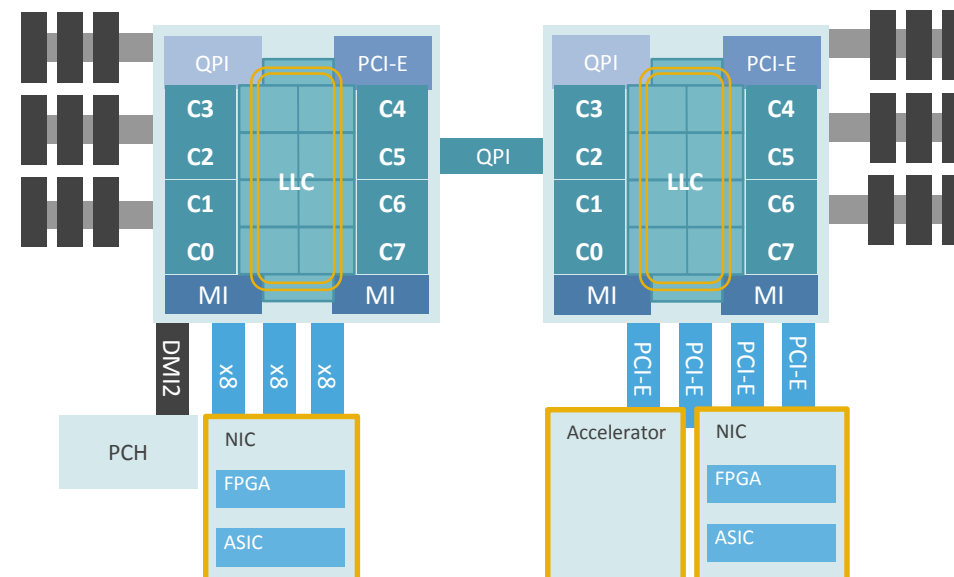 QPI
PCI-E
C3
C4
C2
C5
LLC
C1
C6
C0
C7
MI
MI
QPI
QPI
PCI-E
C3
C4
C2
C5
LLC
C1
C6
C0
C7
MI
MI
DMI2
x8
x8
x8
PCI-E
PCI-E
PCI-E
PCI-E
PCH
NIC
FPGA
ASIC
Accelerator
NIC
FPGA
ASIC